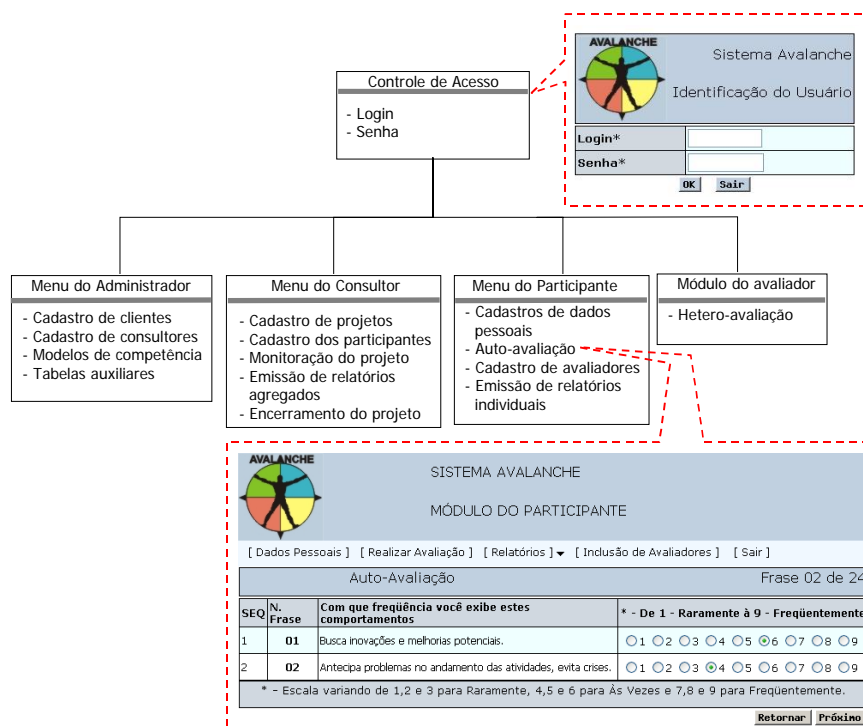 AVALANCHE
Sistema Avalanche
Identificação do Usuário
Login*
Senha*
OK Sair
Controle de Acesso
- Login
- Senha
Menu do Administrador
- Cadastro de clientes
- Cadastro de consultores
- Modelos de competência
- Tabelas auxiliares
Menu do Consultor
- Cadastro de projetos
- Cadastro dos participantes
- Monitoração do projeto
- Emissão de relatórios
agregados
- Encerramento do projeto
Menu do Participante
- Cadastros de dados
pessoais
- Auto-avaliação
- Cadastro de avaliadores
- Emissão de relatórios
individuais
Módulo do avaliador
- Hetero-avaliação
AVALANCHE
SISTEMA AVALANCHE
MÓDULO DO PARTICIPANTE
[ Dados Pessoais ] [ Realizar Avaliação ] [ Relatórios ] [ Inclusão de Avaliadores ] [ Sair ]
Auto-Avaliação Frase 02 de 24
SEQ N. Frase Com que freqüência você exibe estes comportamentos * - De 1 - Raramente à 9 - Freqüentemente
1 01 Busca inovações e melhorias potenciais. 1 2 3 4 5 6 7 8 9
2 02 Antecipa problemas no andamento das atividades, evita crises. 1 2 3 4 5 6 7 8 9
* - Escala variando de 1,2 e 3 para Raramente, 4,5 e 6 para Às Vezes e 7,8 e 9 para Freqüentemente.
Retornar Próximo